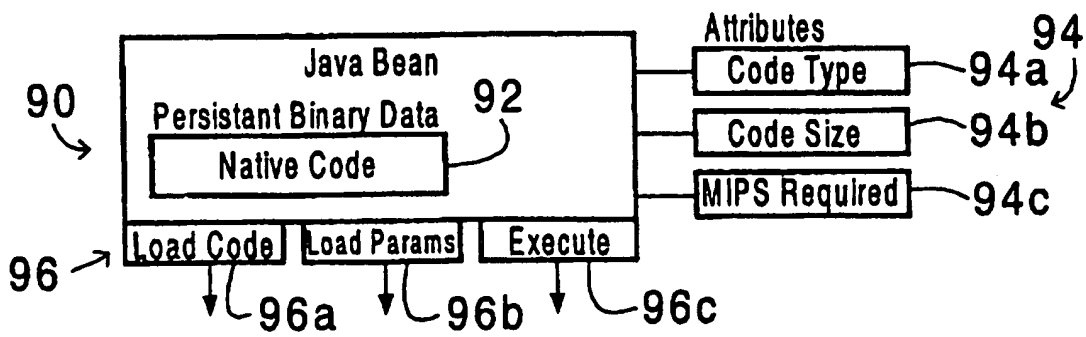 Attributes
94
Java Bean
Code Type
94a
90
Persistant Binary Data
92
Code Size
94b
Native Code
MIPS Required
94c
Load Code
Load Params
Execute
96
96a
96b
96c